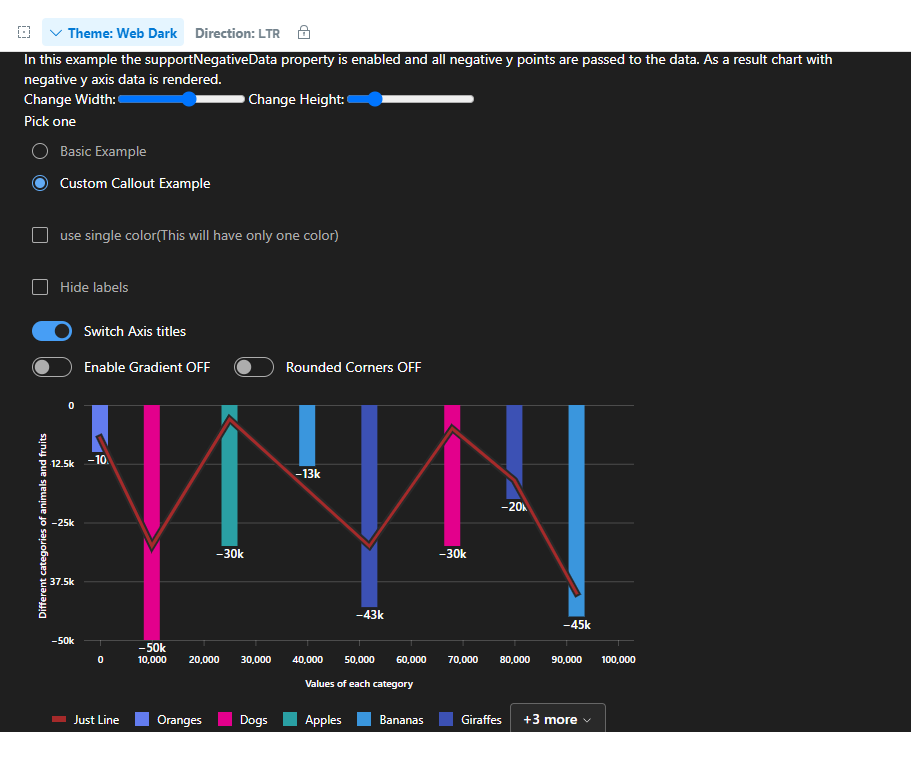 Theme: Web Dark Direction: LTR
In this example the supportNegativeData property is enabled and all negative y points are passed to the data. As a result chart with
negative y axis data is rendered.
Change Width: Change Height:
Pick one
Basic Example
Custom Callout Example
use single color(This will have only one color)
Hide labels
Switch Axis titles
Enable Gradient OFF Rounded Corners OFF
Different categories of animals and fruits
0
12.5k
−25k
37.5k
−50k
−10
−50k
−30k
−13k
−43k
−30k
−20k
−45k
0 10,000 20,000 30,000 40,000 50,000 60,000 70,000 80,000 90,000 100,000
Values of each category
Just Line Oranges Dogs Apples Bananas Giraffes +3 more